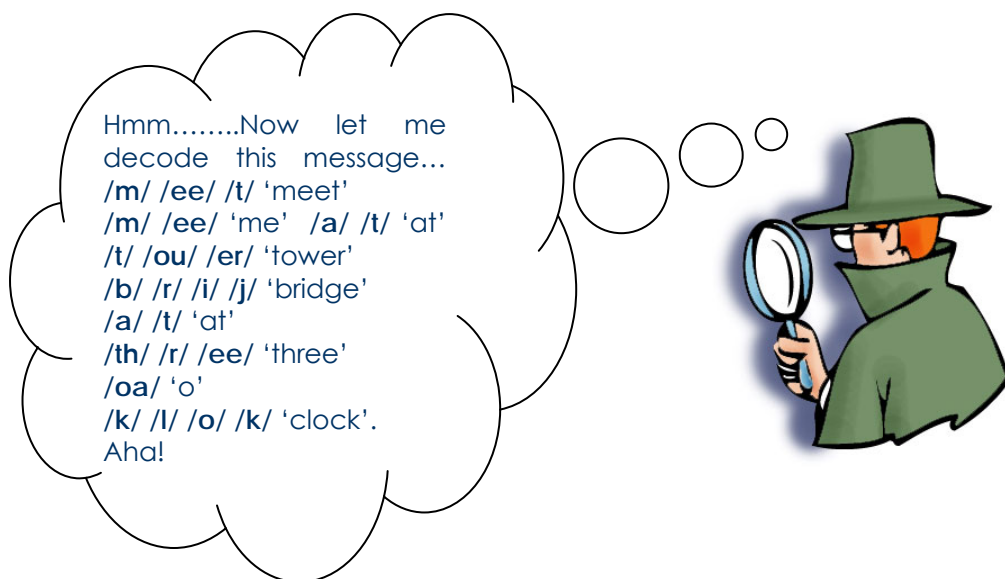 Hmm……..Now let me
decode this message…
/m/ /ee/ /t/ ‘meet’
/m/ /ee/ ‘me’ /a/ /t/ ‘at’
/t/ /ou/ /er/ ‘tower’
/b/ /r/ /i/ /j/ ‘bridge’
/a/ /t/ ‘at’
/th/ /r/ /ee/ ‘three’
/oa/ ‘o’
/k/ /l/ /o/ /k/ ‘clock’.
Aha!